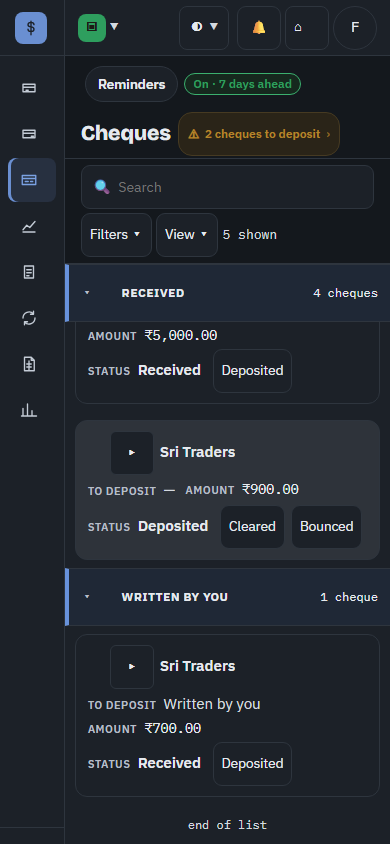 $
F
Reminders
On · 7 days ahead
Cheques
2 cheques to deposit ›
Search
Filters
View
5 shown
RECEIVED
4 cheques
AMOUNT ₹5,000.00
STATUS Received Deposited
Sri Traders
TO DEPOSIT — AMOUNT ₹900.00
STATUS Deposited Cleared Bounced
WRITTEN BY YOU
1 cheque
Sri Traders
TO DEPOSIT Written by you
AMOUNT ₹700.00
STATUS Received Deposited
end of list